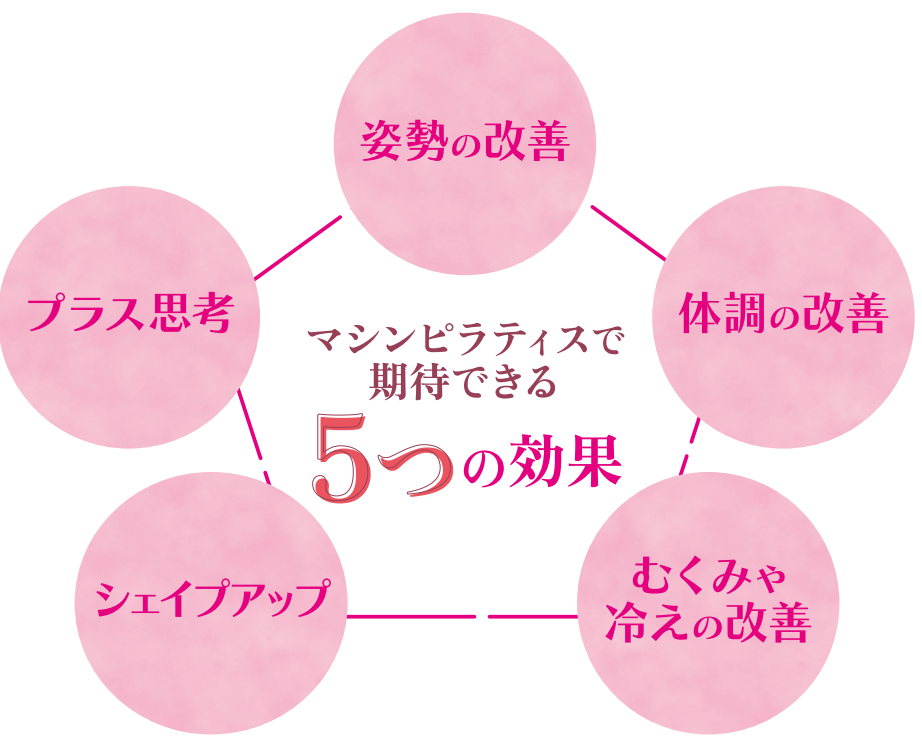 姿勢の改善
プラス思考
体調の改善
マシンピラティスで
期待できる
5つの効果
シェイプアップ
むくみや
冷えの改善